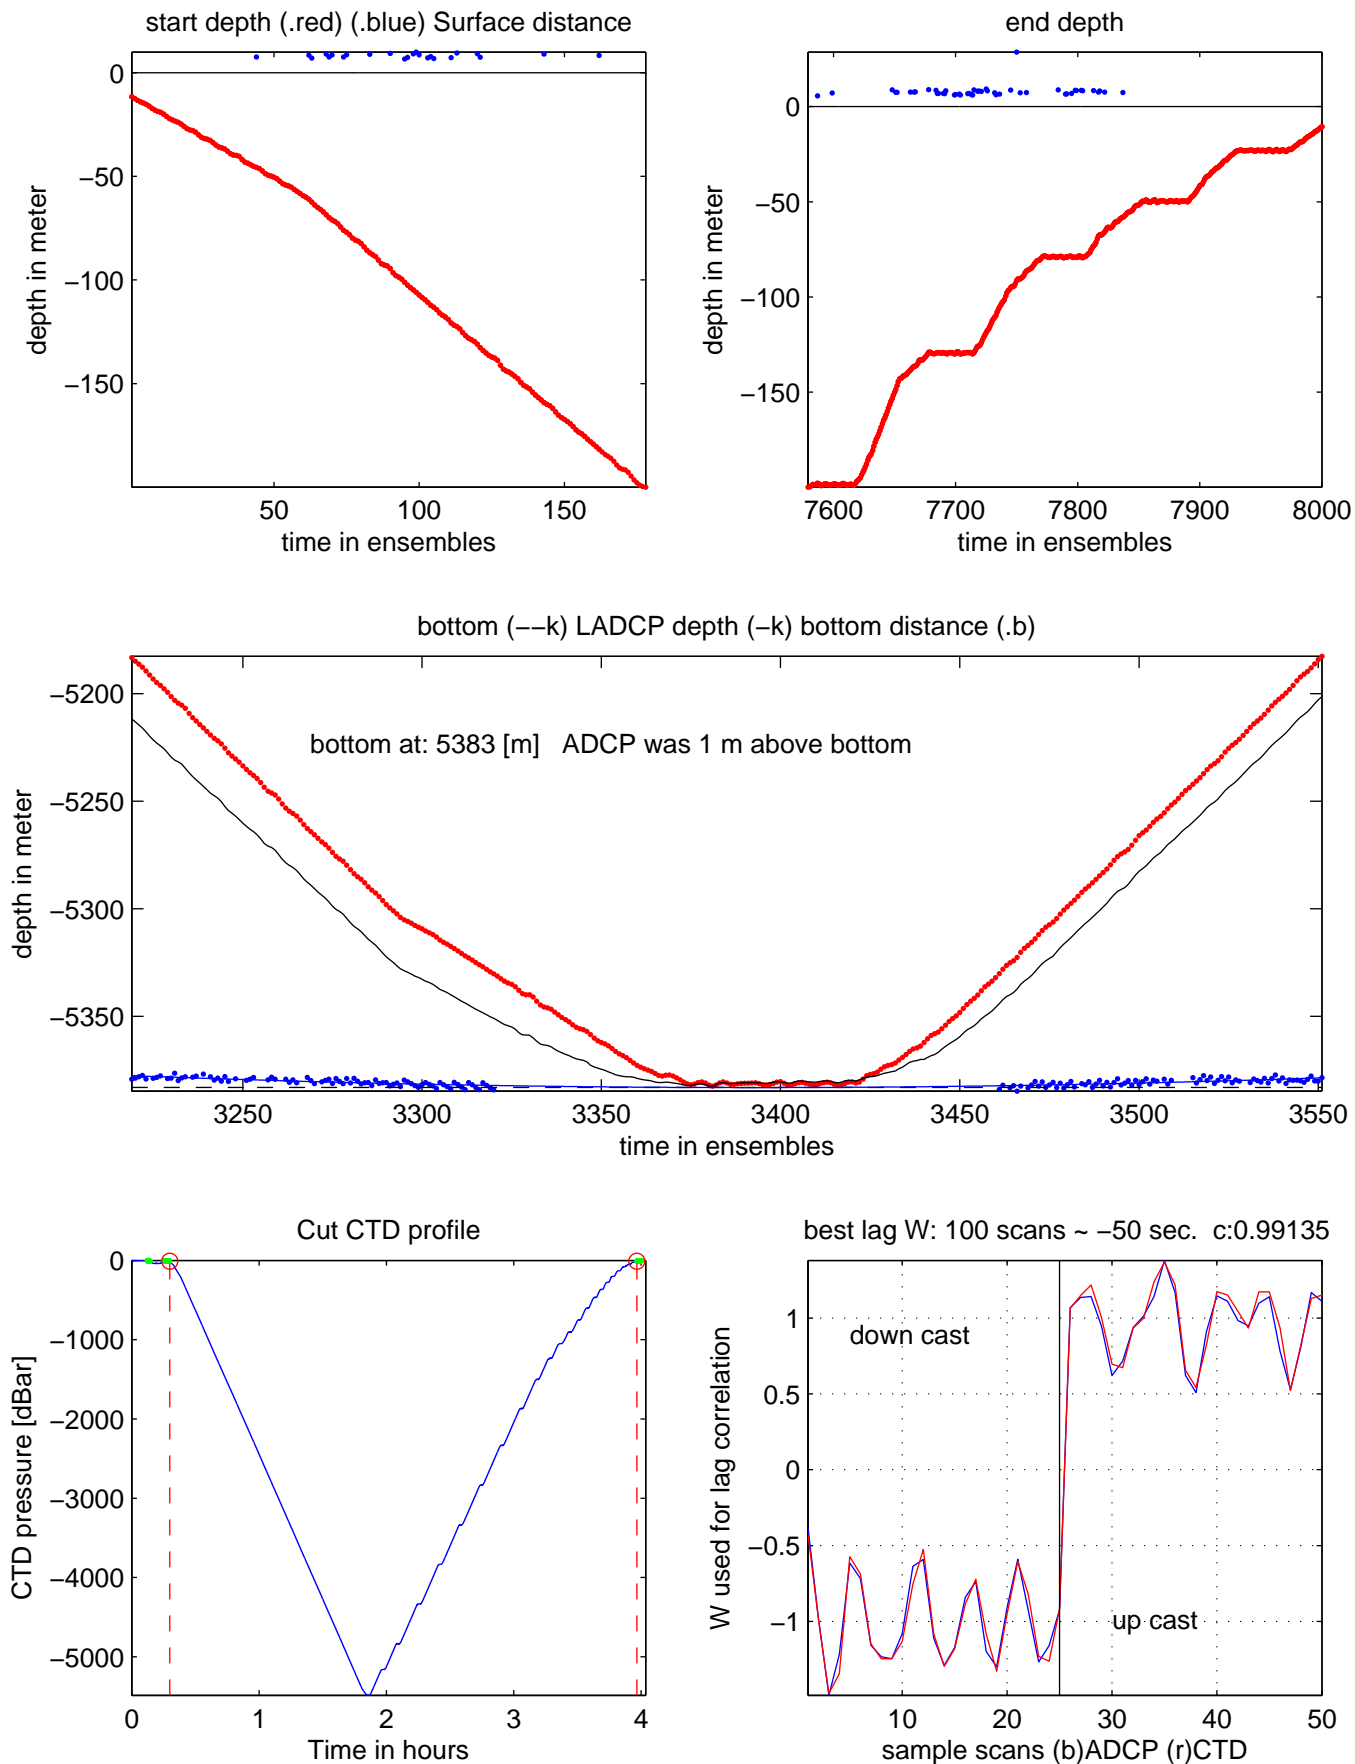 start depth (.red) (.blue) Surface distance
0
−50
−100
−150
depth in meter
50
100
150
time in ensembles
end depth
0
−50
−100
−150
depth in meter
7600
7700
7800
7900
8000
time in ensembles
bottom (−−k) LADCP depth (−k) bottom distance (.b)
−5200
−5250
−5300
−5350
depth in meter
bottom at: 5383 [m]   ADCP was 1 m above bottom
3250
3300
3350
3400
3450
3500
3550
time in ensembles
Cut CTD profile
0
−1000
−2000
−3000
−4000
−5000
CTD pressure [dBar]
0
1
2
3
4
Time in hours
best lag W: 100 scans ~ −50 sec.  c:0.99135
1
0.5
0
−0.5
−1
W used for lag correlation
down cast
up cast
10
20
30
40
50
sample scans (b)ADCP (r)CTD